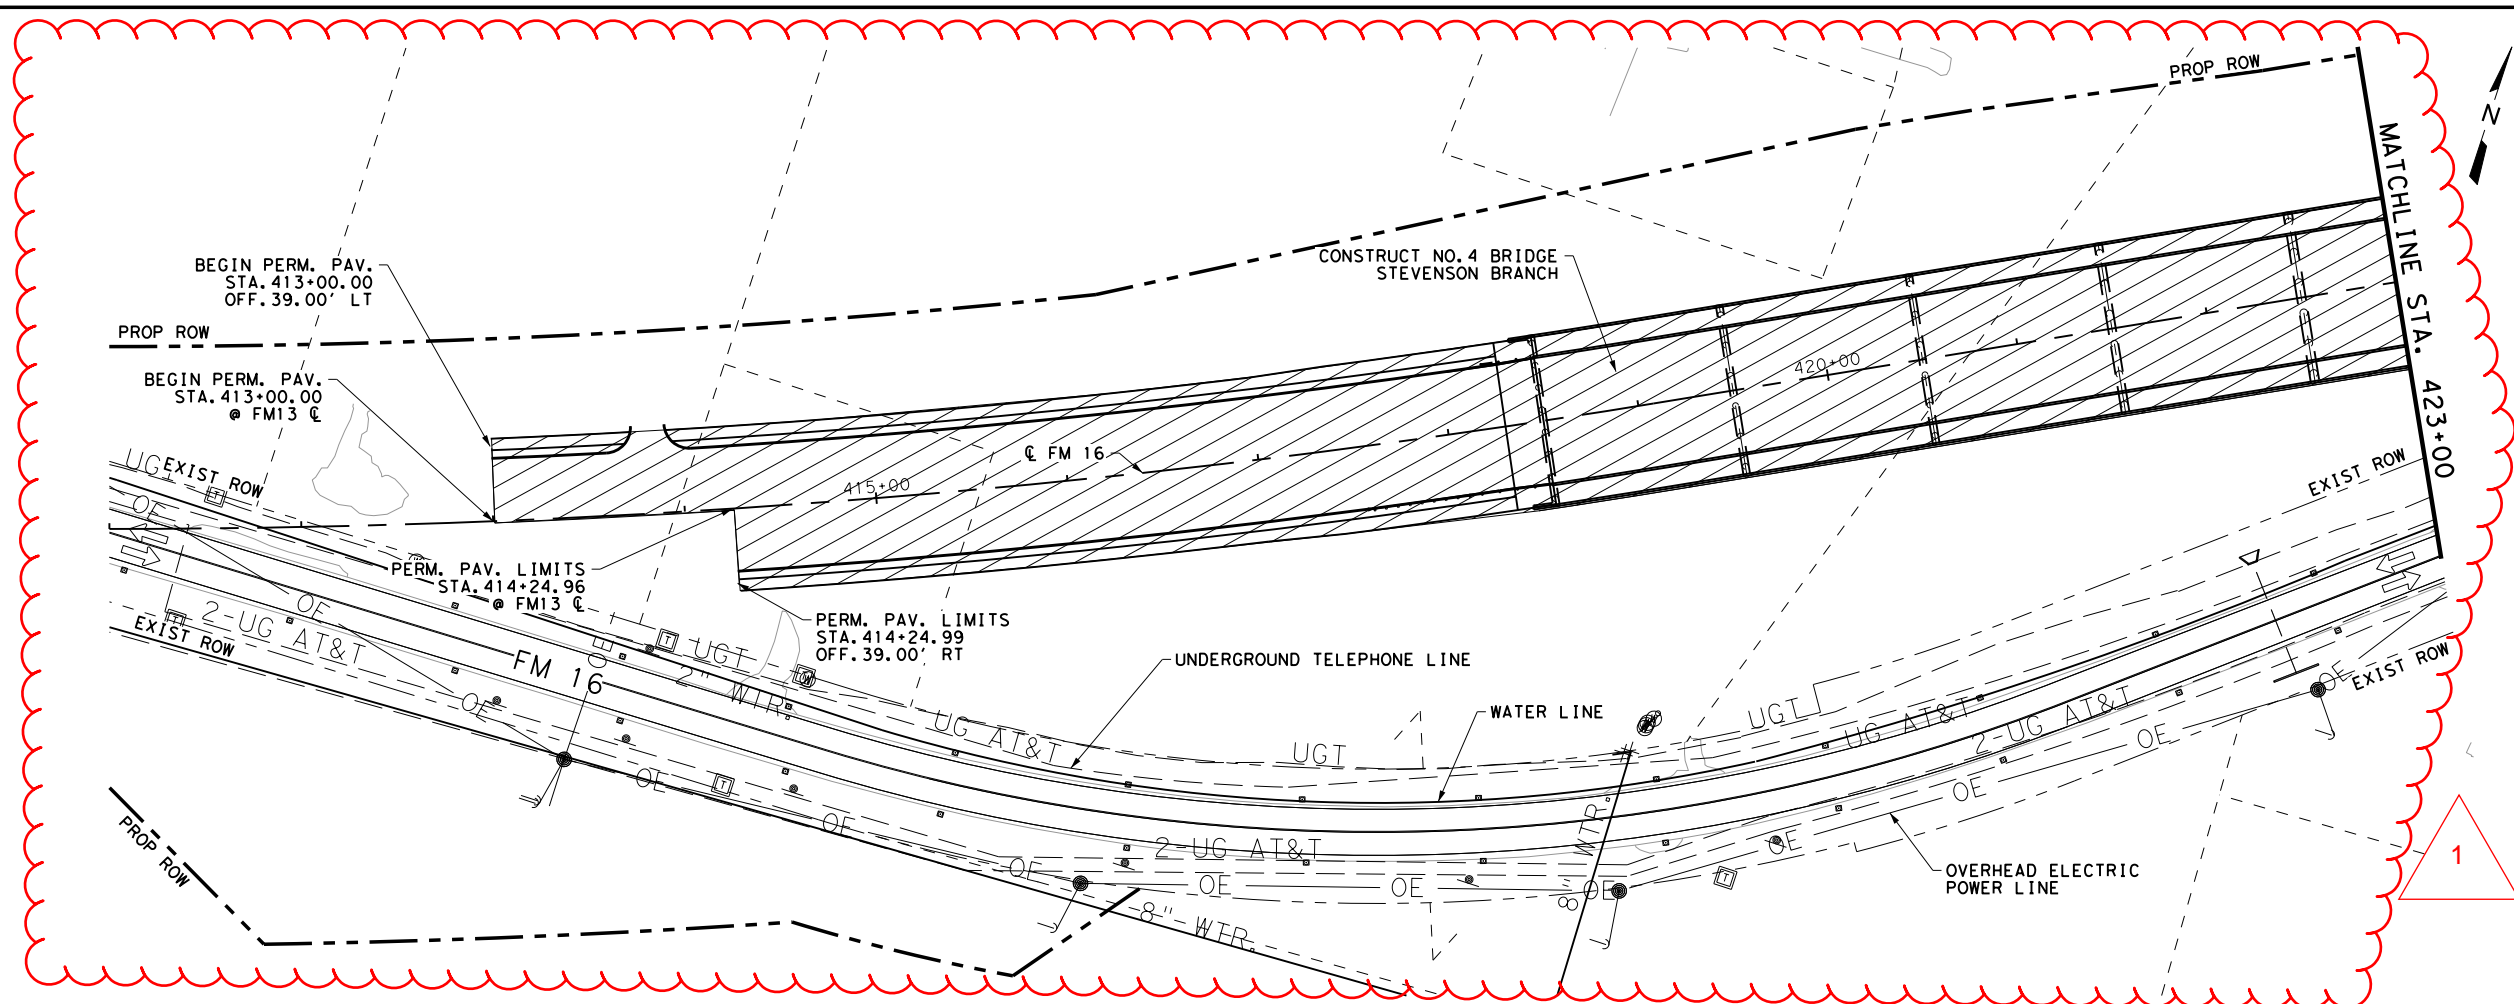 PROP ROW
N
MATCHLINE STA. 423+00
BEGIN PERM. PAV.
STA.413+00.00
OFF.39.00' LT
CONSTRUCT NO.4 BRIDGE
STEVENSON BRANCH
PROP ROW
BEGIN PERM. PAV.
STA.413+00.00
@ FM13 ℄
420+00
℄ FM 16
415+00
UGT
EXIST ROW
EXIST ROW
OE
PERM. PAV. LIMITS
STA.414+24.96
@ FM13 ℄
OE
2-UG AT&T
EXIST ROW
PERM. PAV. LIMITS
STA.414+24.99
OFF.39.00' RT
UGT
UNDERGROUND TELEPHONE LINE
FM 16
2" WTR.
OE
WATER LINE
UG AT&T
UGT
UGT
UG AT&T
2-UG AT&T
OE
EXIST ROW
OE
OE
OE
PROP ROW
OE
2-UG AT&T
OE
OE
OE
OE
OE
8" WTR.
8" WTR.
OVERHEAD ELECTRIC
POWER LINE
1